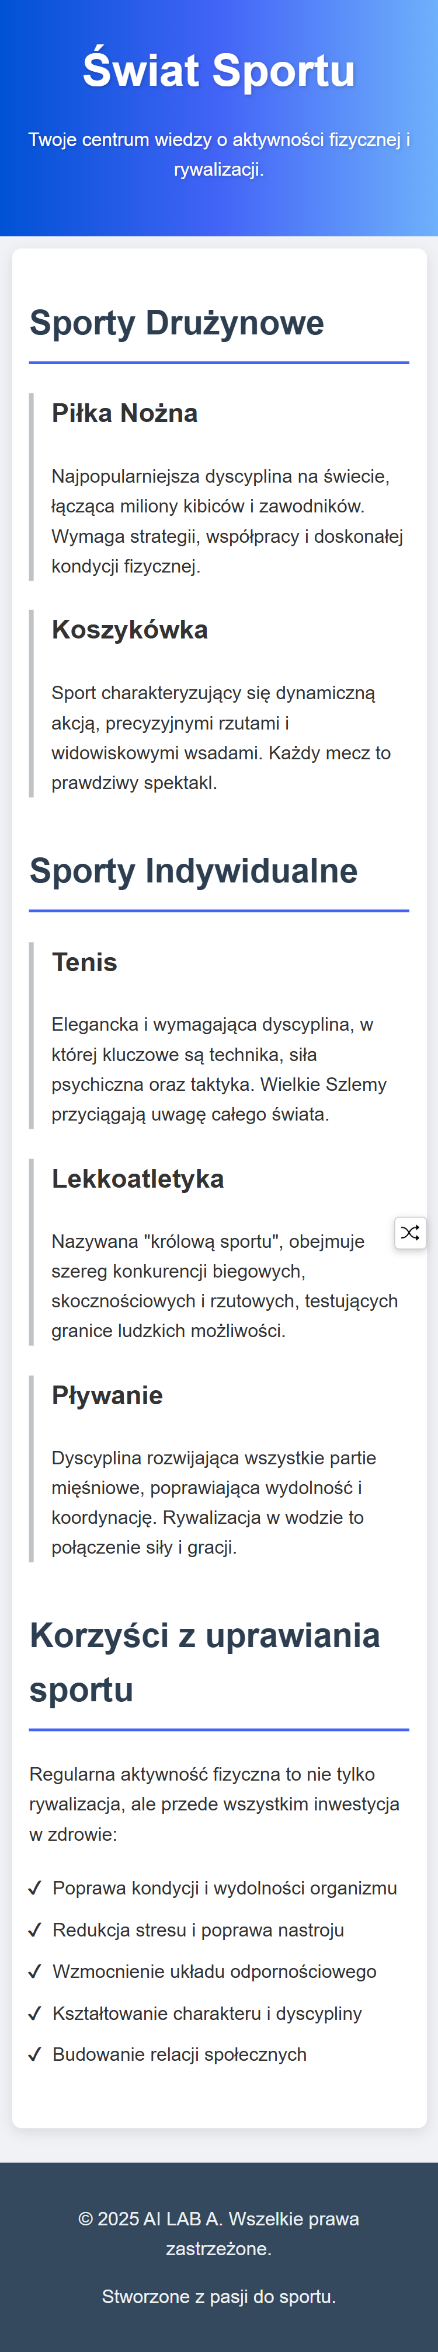 Świat Sportu
Twoje centrum wiedzy o aktywności fizycznej i
rywalizacji.
Sporty Drużynowe
Piłka Nożna
Najpopularniejsza dyscyplina na świecie,
łącząca miliony kibiców i zawodników.
Wymaga strategii, współpracy i doskonałej
kondycji fizycznej.
Koszykówka
Sport charakteryzujący się dynamiczną
akcją, precyzyjnymi rzutami i
widowiskowymi wsadami. Każdy mecz to
prawdziwy spektakl.
Sporty Indywidualne
Tenis
Elegancka i wymagająca dyscyplina, w
której kluczowe są technika, siła
psychiczna oraz taktyka. Wielkie Szlemy
przyciągają uwagę całego świata.
Lekkoatletyka
Nazywana "królową sportu", obejmuje
szereg konkurencji biegowych,
skocznościowych i rzutowych, testujących
granice ludzkich możliwości.
Pływanie
Dyscyplina rozwijająca wszystkie partie
mięśniowe, poprawiająca wydolność i
koordynację. Rywalizacja w wodzie to
połączenie siły i gracji.
Korzyści z uprawiania
sportu
Regularna aktywność fizyczna to nie tylko
rywalizacja, ale przede wszystkim inwestycja
w zdrowie:
✓ Poprawa kondycji i wydolności organizmu
✓ Redukcja stresu i poprawa nastroju
✓ Wzmocnienie układu odpornościowego
✓ Kształtowanie charakteru i dyscypliny
✓ Budowanie relacji społecznych
© 2025 AI LAB A. Wszelkie prawa
zastrzeżone.
Stworzone z pasji do sportu.